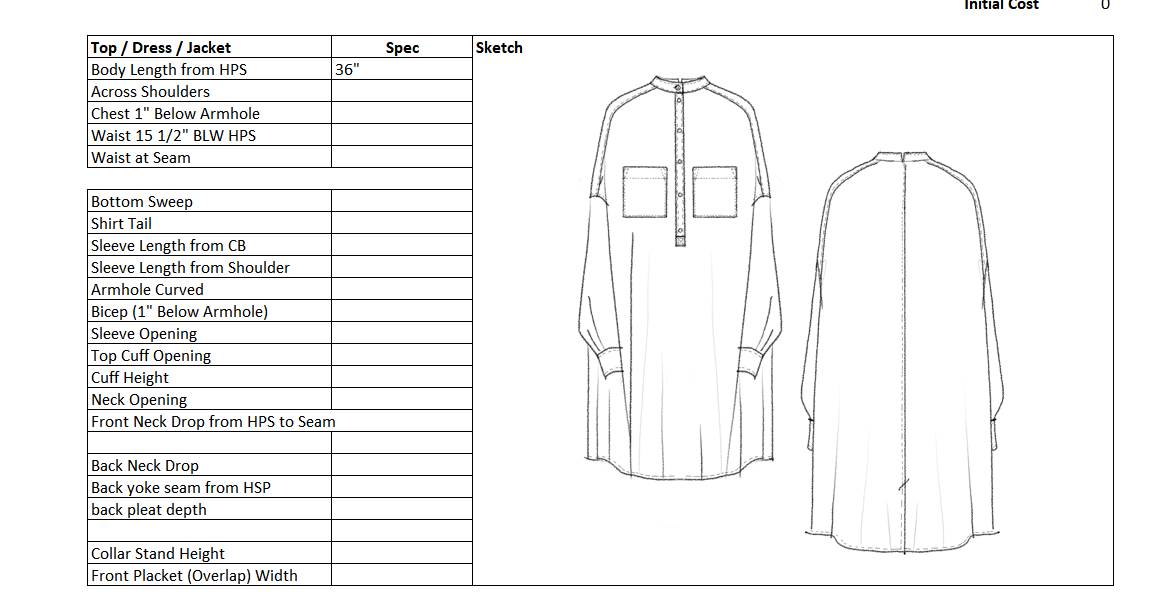 Initial Cost 0
Top / Dress / Jacket Spec Sketch
Body Length from HPS 36"
Across Shoulders
Chest 1" Below Armhole
Waist 15 1/2" BLW HPS
Waist at Seam
Bottom Sweep
Shirt Tail
Sleeve Length from CB
Sleeve Length from Shoulder
Armhole Curved
Bicep (1" Below Armhole)
Sleeve Opening
Top Cuff Opening
Cuff Height
Neck Opening
Front Neck Drop from HPS to Seam
Back Neck Drop
Back yoke seam from HSP
back pleat depth
Collar Stand Height
Front Placket (Overlap) Width